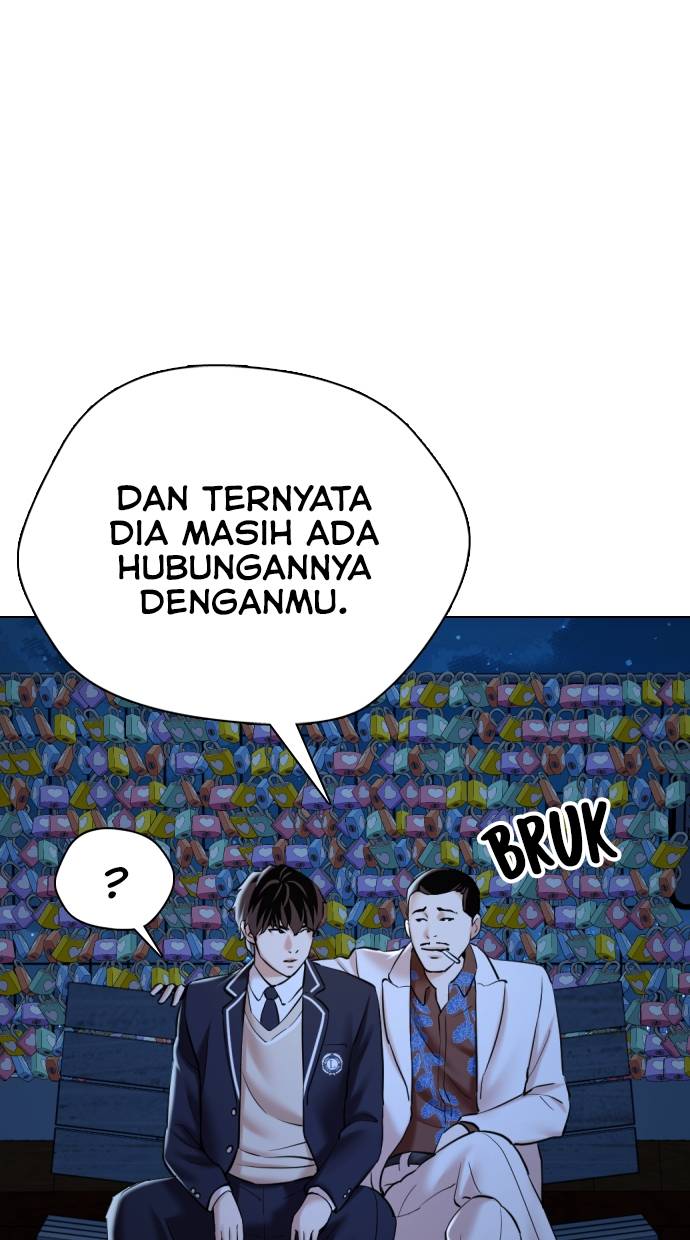 DAN TERNYATA
DIA MASIH ADA
HUBUNGANNYA
DENGANMU.
BRUK
?